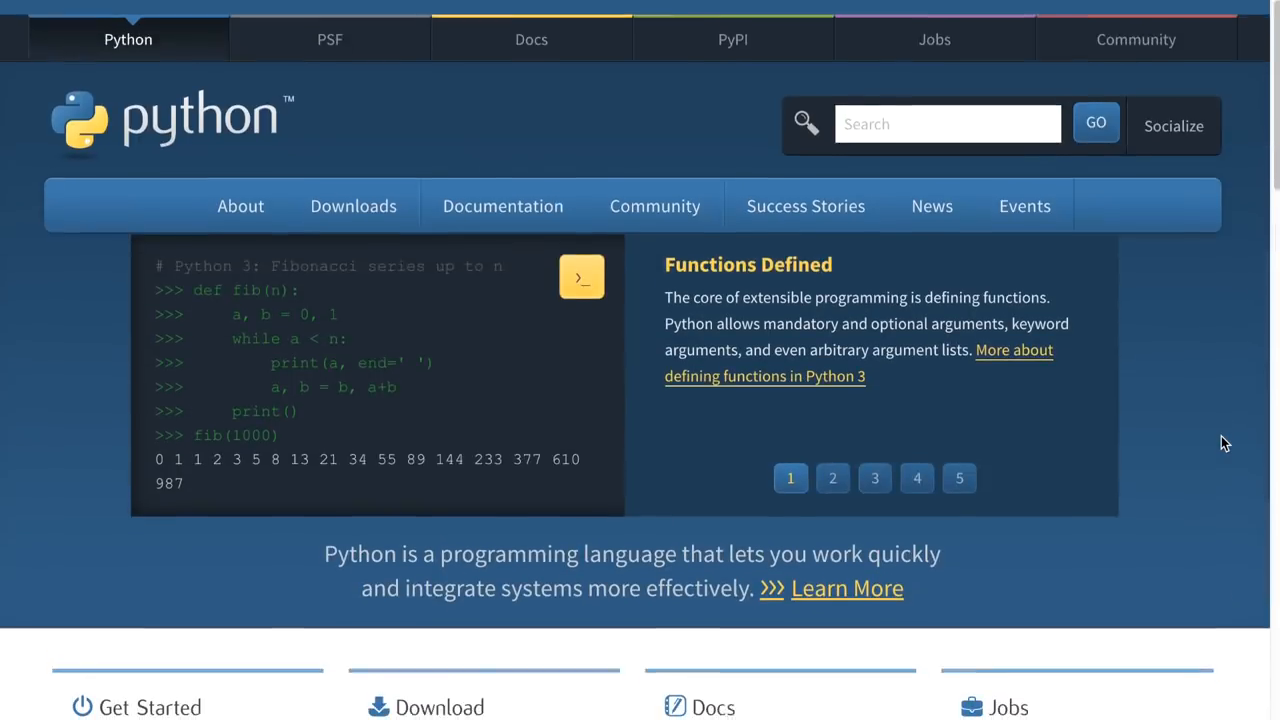 Python PSF Docs PyPI Jobs Community
python™
Search GO Socialize
About Downloads Documentation Community Success Stories News Events
# Python 3: Fibonacci series up to n
>>> def fib(n):
>>>     a, b = 0, 1
>>>     while a < n:
>>>         print(a, end=' ')
>>>         a, b = b, a+b
>>>     print()
>>> fib(1000)
0 1 1 2 3 5 8 13 21 34 55 89 144 233 377 610
987
>_
Functions Defined
The core of extensible programming is defining functions.
Python allows mandatory and optional arguments, keyword
arguments, and even arbitrary argument lists. More about
defining functions in Python 3
1 2 3 4 5
Python is a programming language that lets you work quickly
and integrate systems more effectively. >>> Learn More
Get Started Download Docs Jobs